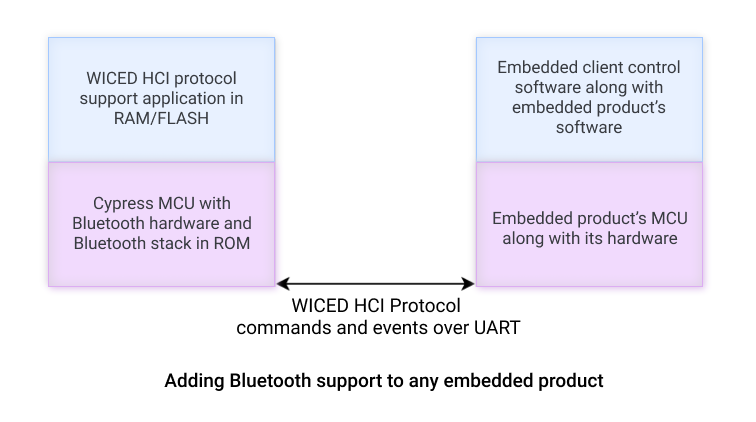 WICED HCI protocol
support application in
RAM/FLASH
Cypress MCU with
Bluetooth hardware and
Bluetooth stack in ROM
Embedded client control
software along with
embedded product's
software
Embedded product's MCU
along with its hardware
WICED HCI Protocol
commands and events over UART
Adding Bluetooth support to any embedded product